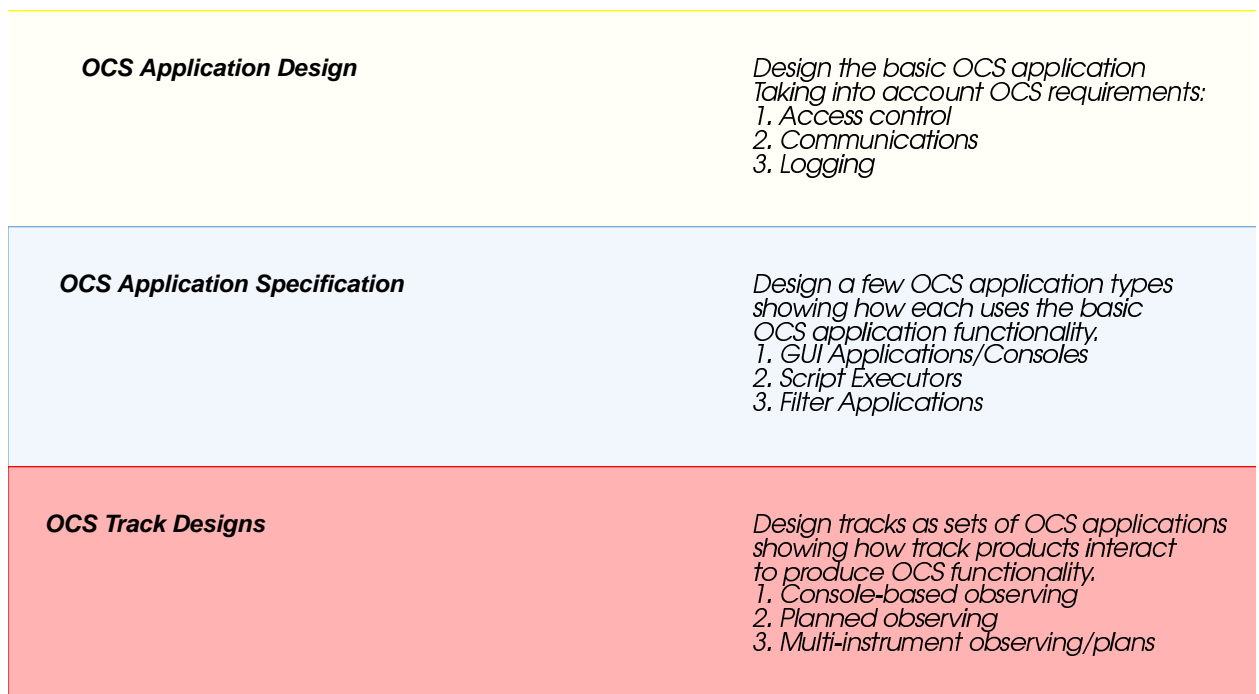 OCS Application Design
Design the basic OCS application
Taking into account OCS requirements:
1. Access control
2. Communications
3. Logging
OCS Application Specification
Design a few OCS application types
showing how each uses the basic
OCS application functionality.
1. GUI Applications/Consoles
2. Script Executors
3. Filter Applications
OCS Track Designs
Design tracks as sets of OCS applications
showing how track products interact
to produce OCS functionality.
1. Console-based observing
2. Planned observing
3. Multi-instrument observing/plans